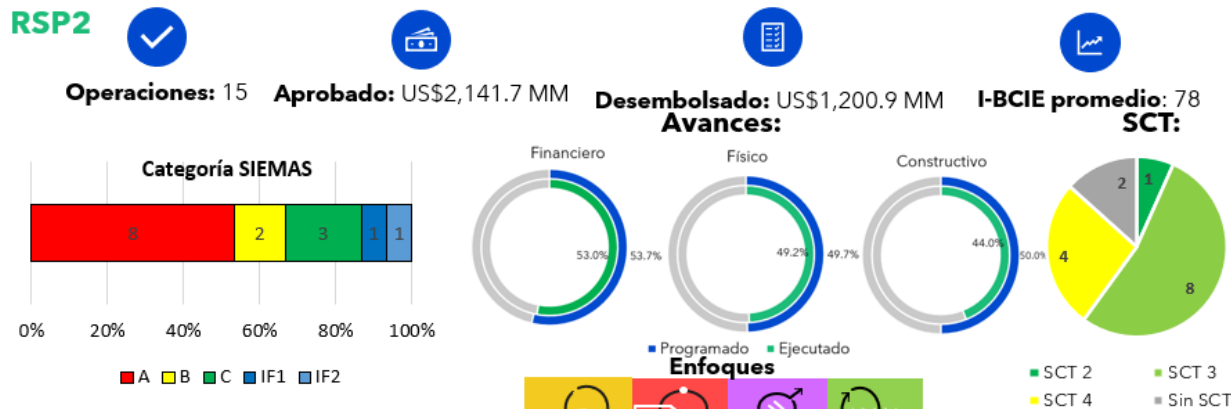 RSP2
Operaciones: 15
Aprobado: US$2,141.7 MM
Desembolsado: US$1,200.9 MM
I-BCIE promedio: 78
Avances:
SCT:
Categoría SIEMAS
8 2 3 1 1
0% 20% 40% 60% 80% 100%
A B C IF1 IF2
Financiero
53.0% 53.7%
Físico
49.2% 49.7%
Constructivo
44.0% 50.0%
Programado Ejecutado
Enfoques
2 1
4
8
SCT 2 SCT 3
SCT 4 Sin SCT